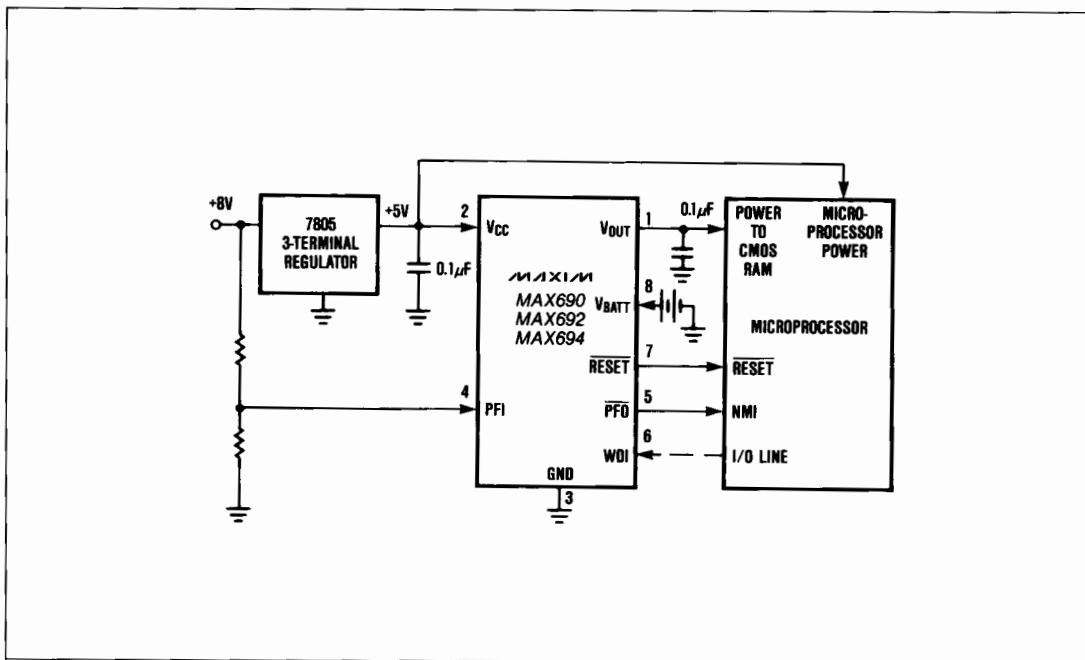 +8V
7805
3-TERMINAL
REGULATOR
+5V
2
VCC
0.1μF
4
PFI
MAXIM
MAX690
MAX692
MAX694
GND
3
VOUT
1
0.1μF
VBATT
8
RESET
7
PFO
5
WDI
6
POWER
TO
CMOS
RAM
MICRO-
PROCESSOR
POWER
MICROPROCESSOR
RESET
NMI
I/O LINE